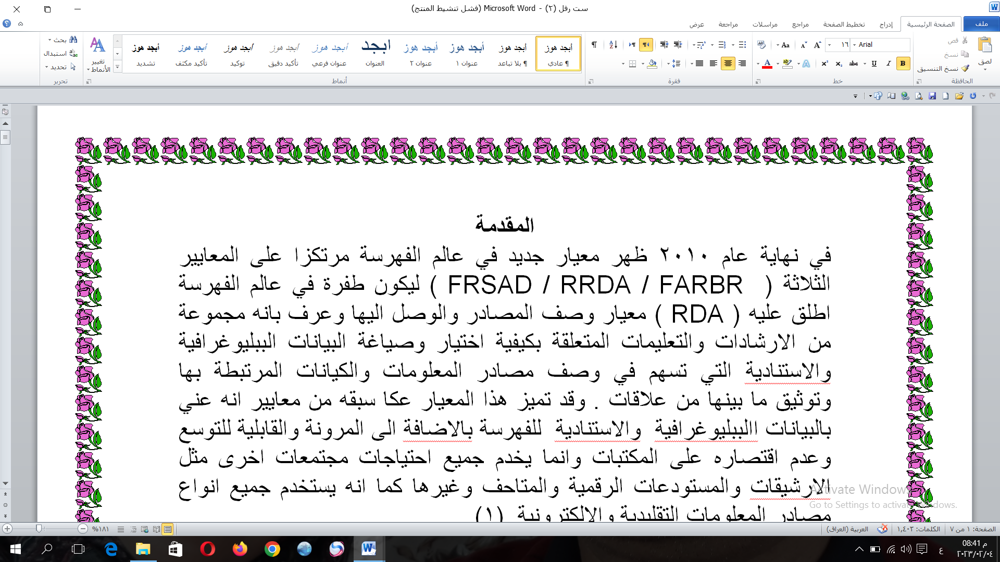 ست رفل (٢) - Microsoft Word (فشل تنشيط المنتج)
ملف الصفحة الرئيسية إدراج تخطيط الصفحة مراجع مراسلات مراجعة عرض
لصق
قص
نسخ
نسخ التنسيق
الحافظة
Arial ١٦
خط
فقرة
أبجد هوز أبجد هوز أبجد هوز أبجد هوز أبجد أبجد هوز أبجد هوز أبجد هوز أبجد هوز أبجد هوز
¶ عادي ¶ بلا تباعد عنوان ١ عنوان ٢ العنوان عنوان فرعي تأكيد دقيق توكيد تأكيد مكثف تشديد
أنماط
تغيير الأنماط
بحث
استبدال
تحديد
تحرير
المقدمة
في نهاية عام ٢٠١٠ ظهر معيار جديد في عالم الفهرسة مرتكزا على المعايير
الثلاثة ( FRSAD / RRDA / FARBR ) ليكون طفرة في عالم الفهرسة
اطلق عليه ( RDA ) معيار وصف المصادر والوصل اليها وعرف بانه مجموعة
من الارشادات والتعليمات المتعلقة بكيفية اختيار وصياغة البيانات الببليوغرافية
والاستنادية التي تسهم في وصف مصادر المعلومات والكيانات المرتبطة بها
وتوثيق ما بينها من علاقات . وقد تميز هذا المعيار عكا سبقه من معايير انه عني
بالبيانات االببليوغرافية والاستنادية للفهرسة بالاضافة الى المرونة والقابلية للتوسع
وعدم اقتصاره على المكتبات وانما يخدم جميع احتياجات مجتمعات اخرى مثل
الارشيقات والمستودعات الرقمية والمتاحف وغيرها كما انه يستخدم جميع انواع
مصادر المعلومات التقليدية والالكترونية (١)
Activate Windows
Go to Settings to activate Windows.
الصفحة: ١ من ٧ الكلمات: ١,٤٠٣ العربية (العراق) ١٨١%
08:41 م
٢٠٢٣/٠٢/٠٤
ع